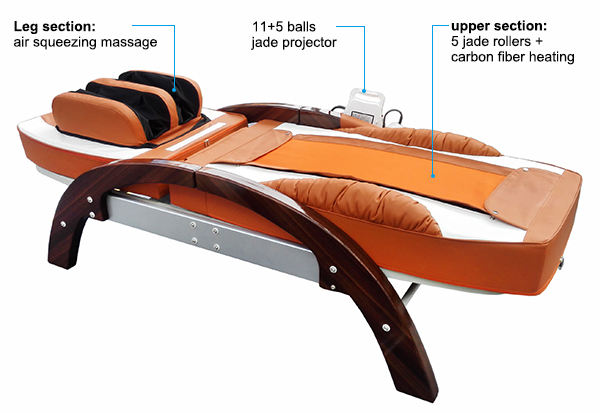 Leg section:
air squeezing massage
11+5 balls
jade projector
upper section:
5 jade rollers +
carbon fiber heating